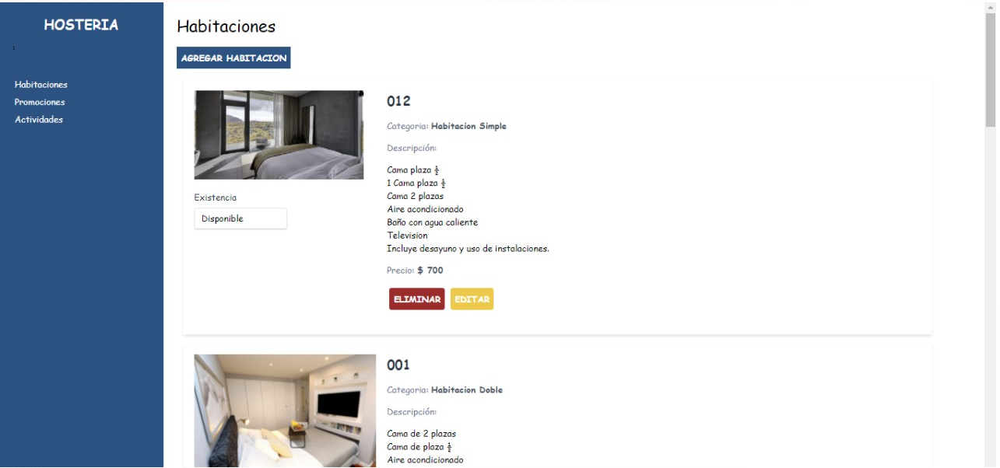 HOSTERIA
Habitaciones
Promociones
Actividades
Habitaciones
AGREGAR HABITACION
Existencia
Disponible
012
Categoria: Habitacion Simple
Descripción:
Cama plaza ½
1 Cama plaza ½
Cama 2 plazas
Aire acondicionado
Baño con agua caliente
Television
Incluye desayuno y uso de instalaciones.
Precio: $ 700
ELIMINAR EDITAR
001
Categoria: Habitacion Doble
Descripción:
Cama de 2 plazas
Cama de plaza ½
Aire acondicionado